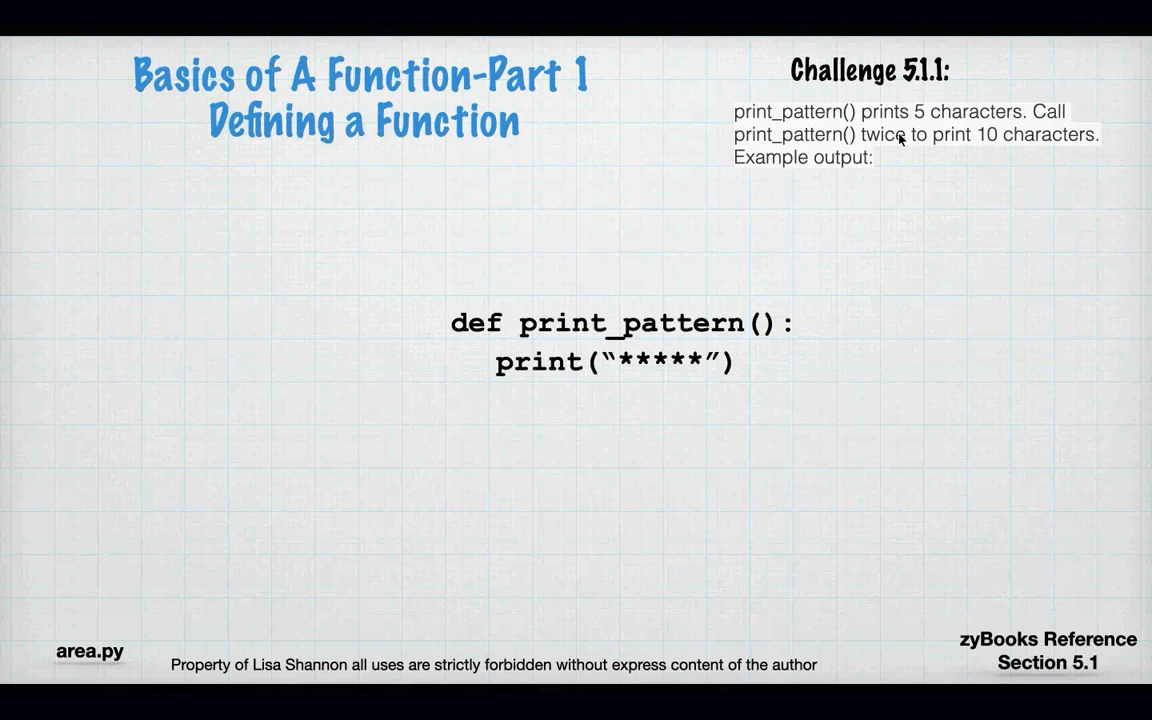 Basics of A Function-Part 1
Defining a Function
Challenge 5.1.1:
print_pattern() prints 5 characters. Call
print_pattern() twice to print 10 characters.
Example output:
def print_pattern():
print(“*****”)
area.py
Property of Lisa Shannon all uses are strictly forbidden without express content of the author
zyBooks Reference
Section 5.1